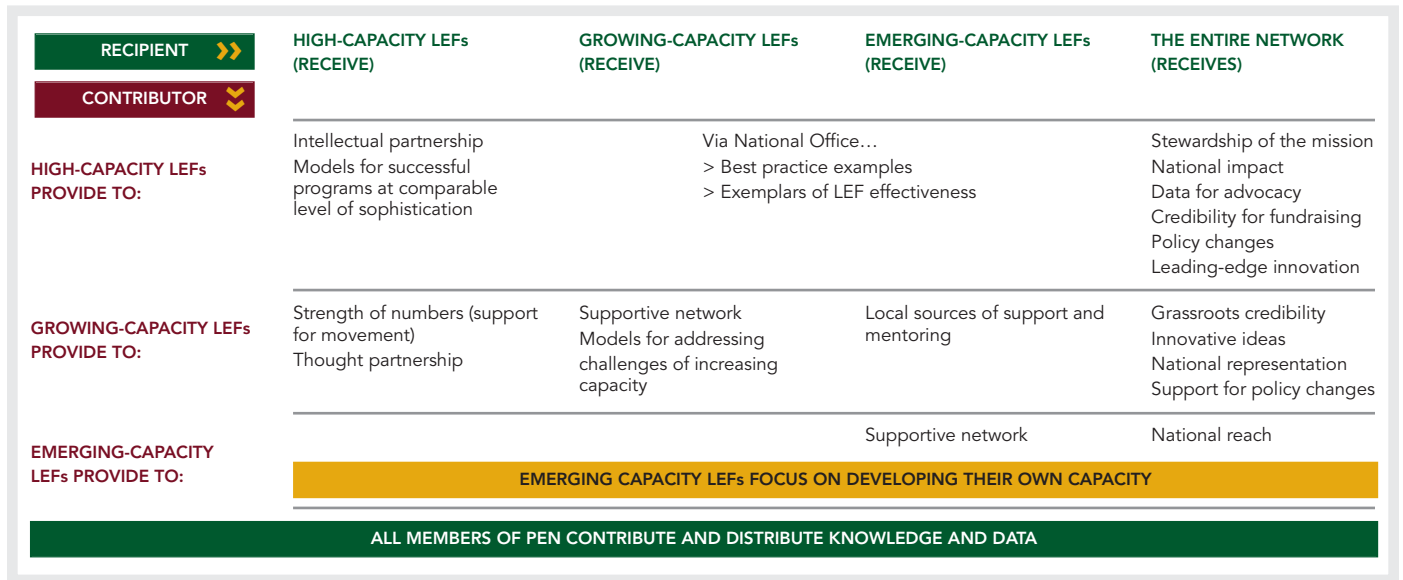 RECIPIENT
CONTRIBUTOR
HIGH-CAPACITY LEFs
(RECEIVE)
GROWING-CAPACITY LEFs
(RECEIVE)
EMERGING-CAPACITY LEFs
(RECEIVE)
THE ENTIRE NETWORK
(RECEIVES)
HIGH-CAPACITY LEFs
PROVIDE TO:
Intellectual partnership
Models for successful
programs at comparable
level of sophistication
Via National Office…
> Best practice examples
> Exemplars of LEF effectiveness
Stewardship of the mission
National impact
Data for advocacy
Credibility for fundraising
Policy changes
Leading-edge innovation
GROWING-CAPACITY LEFs
PROVIDE TO:
Strength of numbers (support
for movement)
Thought partnership
Supportive network
Models for addressing
challenges of increasing
capacity
Local sources of support and
mentoring
Grassroots credibility
Innovative ideas
National representation
Support for policy changes
EMERGING-CAPACITY
LEFs PROVIDE TO:
Supportive network
National reach
EMERGING CAPACITY LEFs FOCUS ON DEVELOPING THEIR OWN CAPACITY
ALL MEMBERS OF PEN CONTRIBUTE AND DISTRIBUTE KNOWLEDGE AND DATA